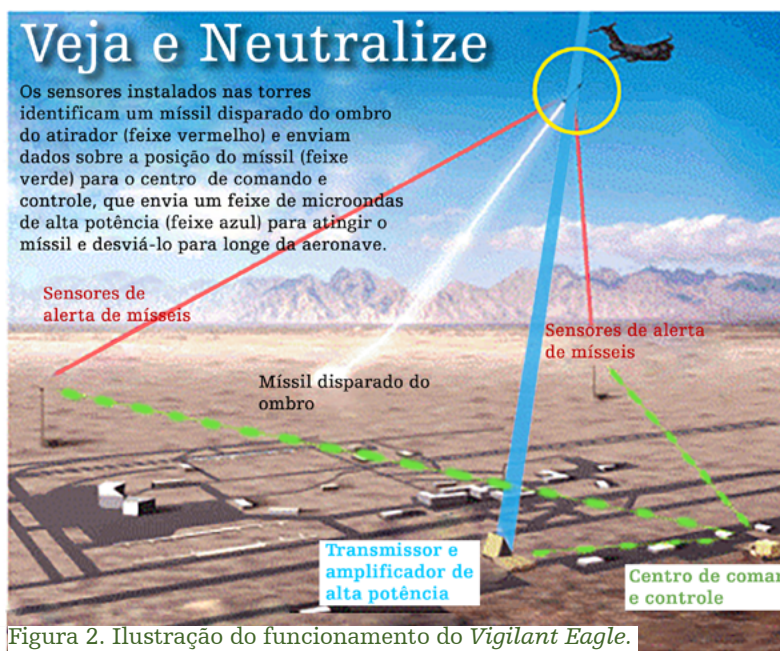 Veja e Neutralize
Os sensores instalados nas torres
identificam um míssil disparado do ombro
do atirador (feixe vermelho) e enviam
dados sobre a posição do míssil (feixe
verde) para o centro de comando e
controle, que envia um feixe de microondas
de alta potência (feixe azul) para atingir o
míssil e desviá-lo para longe da aeronave.
Sensores de
alerta de mísseis
Sensores de alerta
de mísseis
Míssil disparado do
ombro
Transmissor e
amplificador de
alta potência
Centro de coman
e controle
Figura 2. Ilustração do funcionamento do Vigilant Eagle.